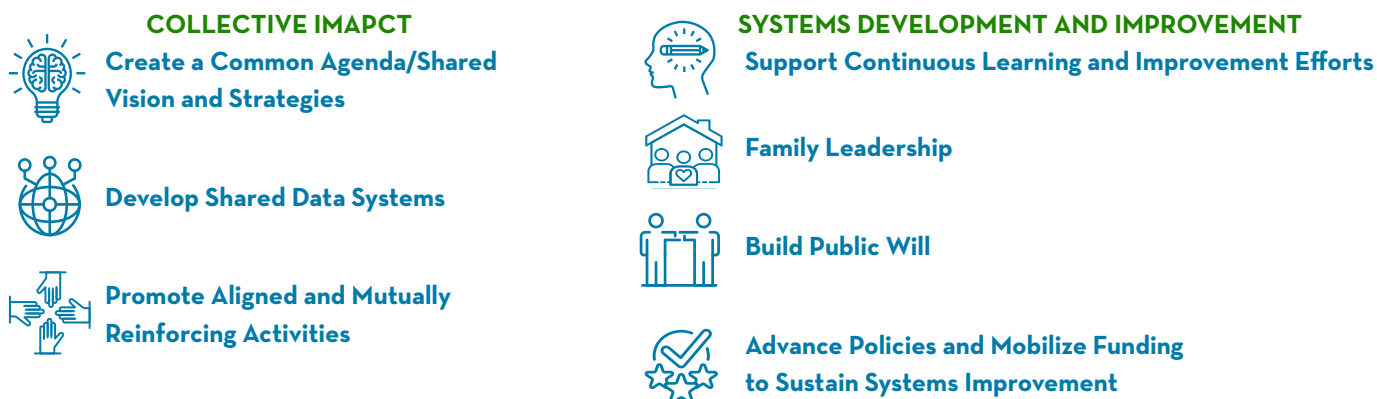 COLLECTIVE IMAPCT
Create a Common Agenda/Shared
Vision and Strategies
Develop Shared Data Systems
Promote Aligned and Mutually
Reinforcing Activities
SYSTEMS DEVELOPMENT AND IMPROVEMENT
Support Continuous Learning and Improvement Efforts
Family Leadership
Build Public Will
Advance Policies and Mobilize Funding
to Sustain Systems Improvement